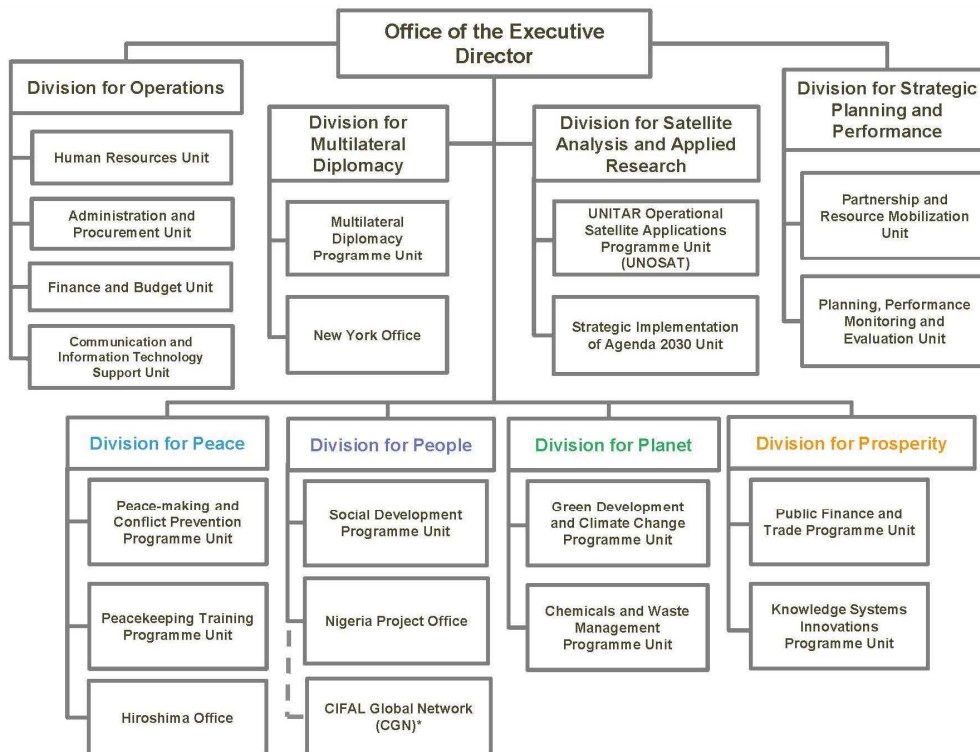 Office of the Executive
Director
Division for Operations
Human Resources Unit
Administration and
Procurement Unit
Finance and Budget Unit
Communication and
Information Technology
Support Unit
Division for
Multilateral
Diplomacy
Multilateral
Diplomacy
Programme Unit
New York Office
Division for Satellite
Analysis and Applied
Research
UNITAR Operational
Satellite Applications
Programme Unit
(UNOSAT)
Strategic Implementation
of Agenda 2030 Unit
Division for Strategic
Planning and
Performance
Partnership and
Resource Mobilization
Unit
Planning, Performance
Monitoring and
Evaluation Unit
Division for Peace
Peace-making and
Conflict Prevention
Programme Unit
Peacekeeping Training
Programme Unit
Hiroshima Office
Division for People
Social Development
Programme Unit
Nigeria Project Office
CIFAL Global Network
(CGN)*
Division for Planet
Green Development
and Climate Change
Programme Unit
Chemicals and Waste
Management
Programme Unit
Division for Prosperity
Public Finance and
Trade Programme Unit
Knowledge Systems
Innovations
Programme Unit